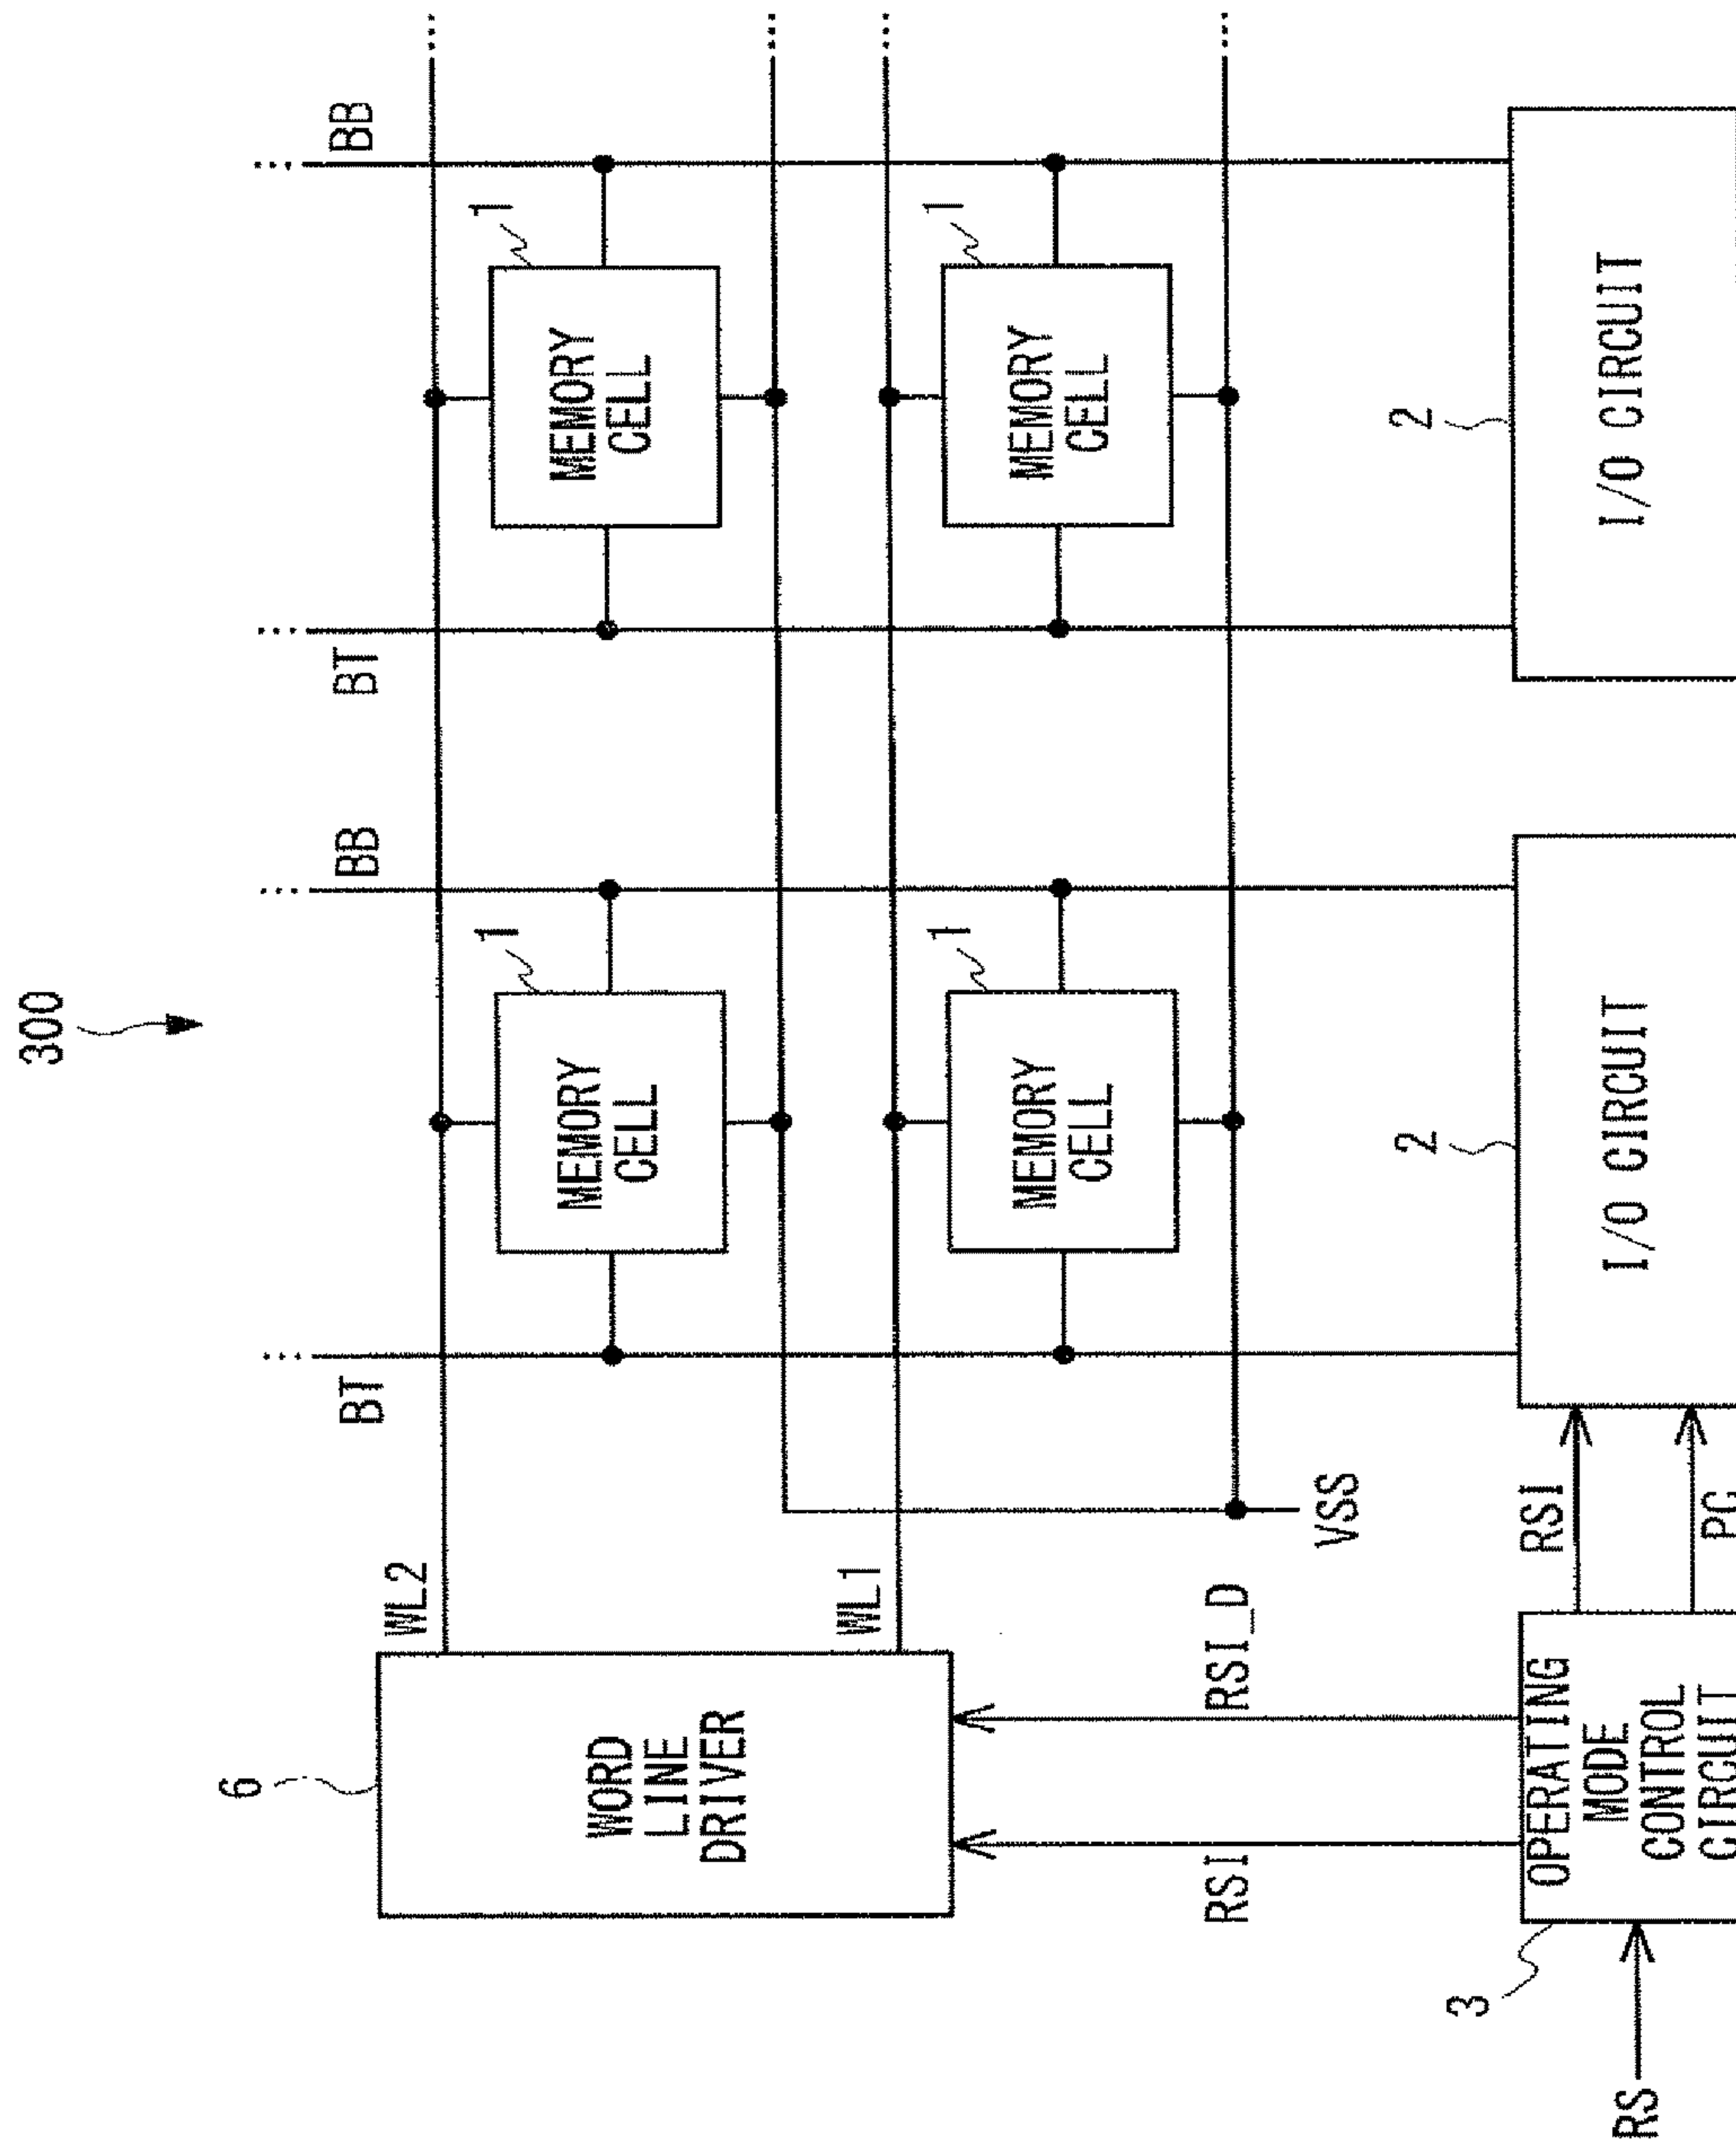 300
6
BT
BB
BT
BB
WL2
1
1
WORD
LINE
DRIVER
MEMORY
CELL
MEMORY
CELL
WL1
1
1
MEMORY
CELL
MEMORY
CELL
RSI
RSI_D
VSS
2
2
3
RS
OPERATING
MODE
CONTROL
CIRCUIT
RSI
I/O CIRCUIT
I/O CIRCUIT